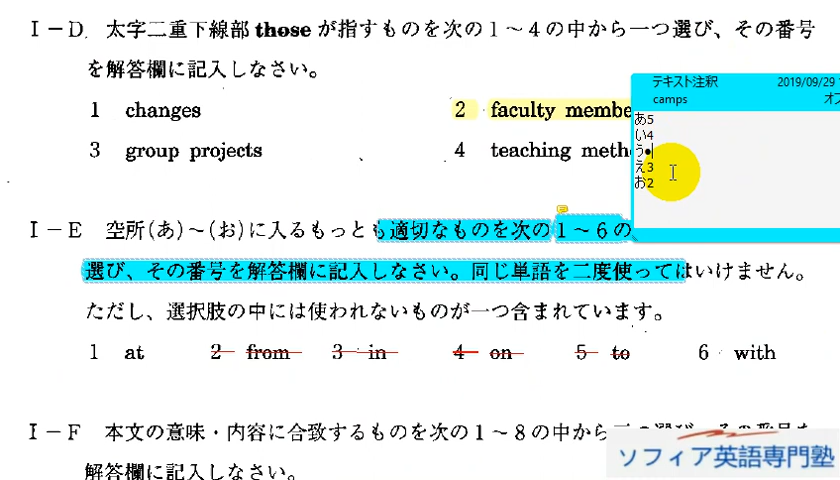 I-D. 太字二重下線部 those が指すものを次の1~4の中から一つ選び、その番号
を解答欄に記入しなさい。
1 changes
2 faculty membe
3 group projects
4 teaching meth
テキスト注釈 2019/09/29
camps オフ
あ5
い4
う•
え3
お2
I-E 空所(あ)~(お)に入るもっとも適切なものを次の1~6の
選び、その番号を解答欄に記入しなさい。同じ単語を二度使ってはいけません。
ただし、選択肢の中には使われないものが一つ含まれています。
1 at 2 from 3 in 4 on 5 to 6 with
I-F 本文の意味・内容に合致するものを次の1~8の中から
解答欄に記入しなさい。
ソフィア英語専門塾